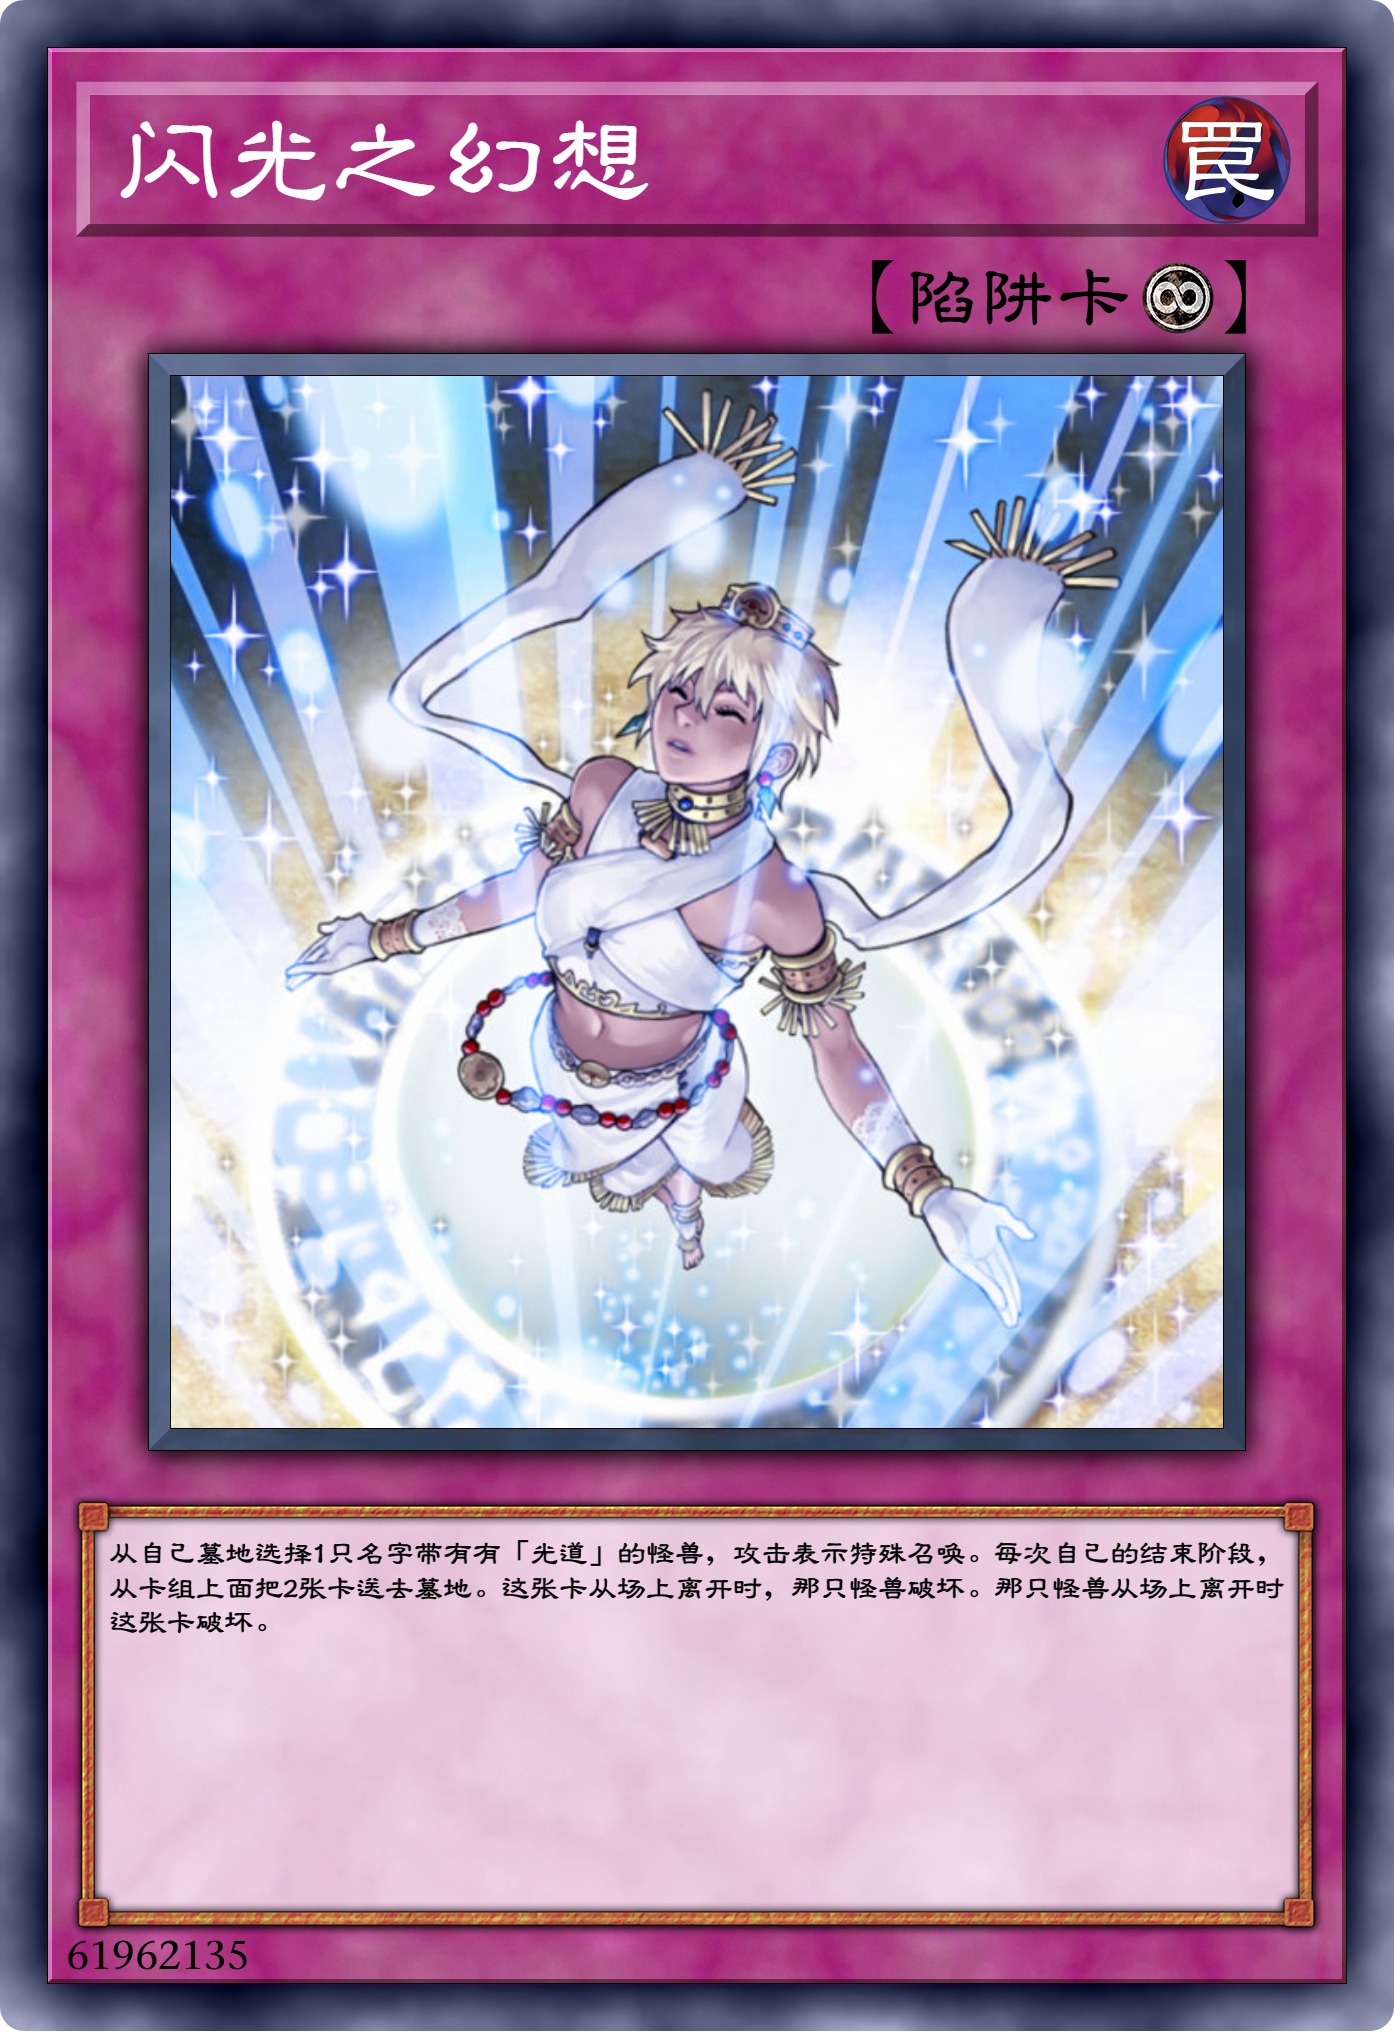 闪光之幻想
罠
【陷阱卡】
从自己墓地选择1只名字带有有「光道」的怪兽，攻击表示特殊召唤。每次自己的结束阶段，
从卡组上面把2张卡送去墓地。这张卡从场上离开时，那只怪兽破坏。那只怪兽从场上离开时
这张卡破坏。
61962135